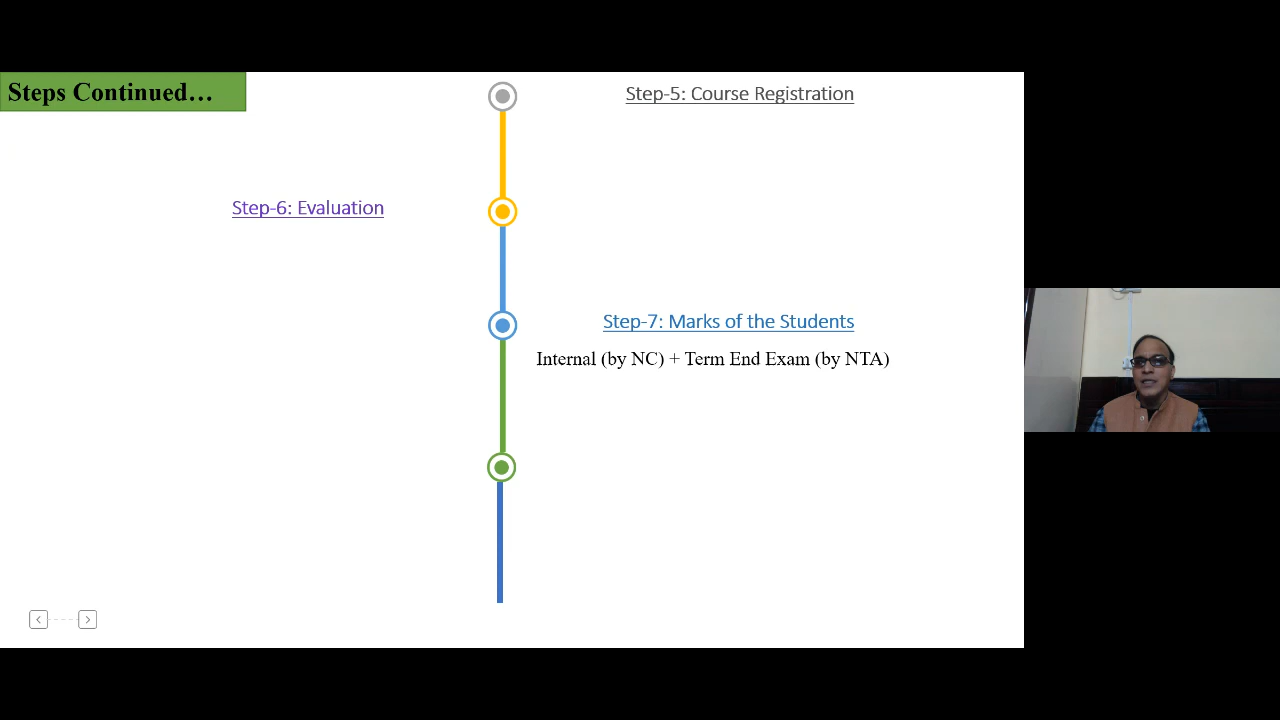 Steps Continued…
Step-5: Course Registration
Step-6: Evaluation
Step-7: Marks of the Students
Internal (by NC) + Term End Exam (by NTA)